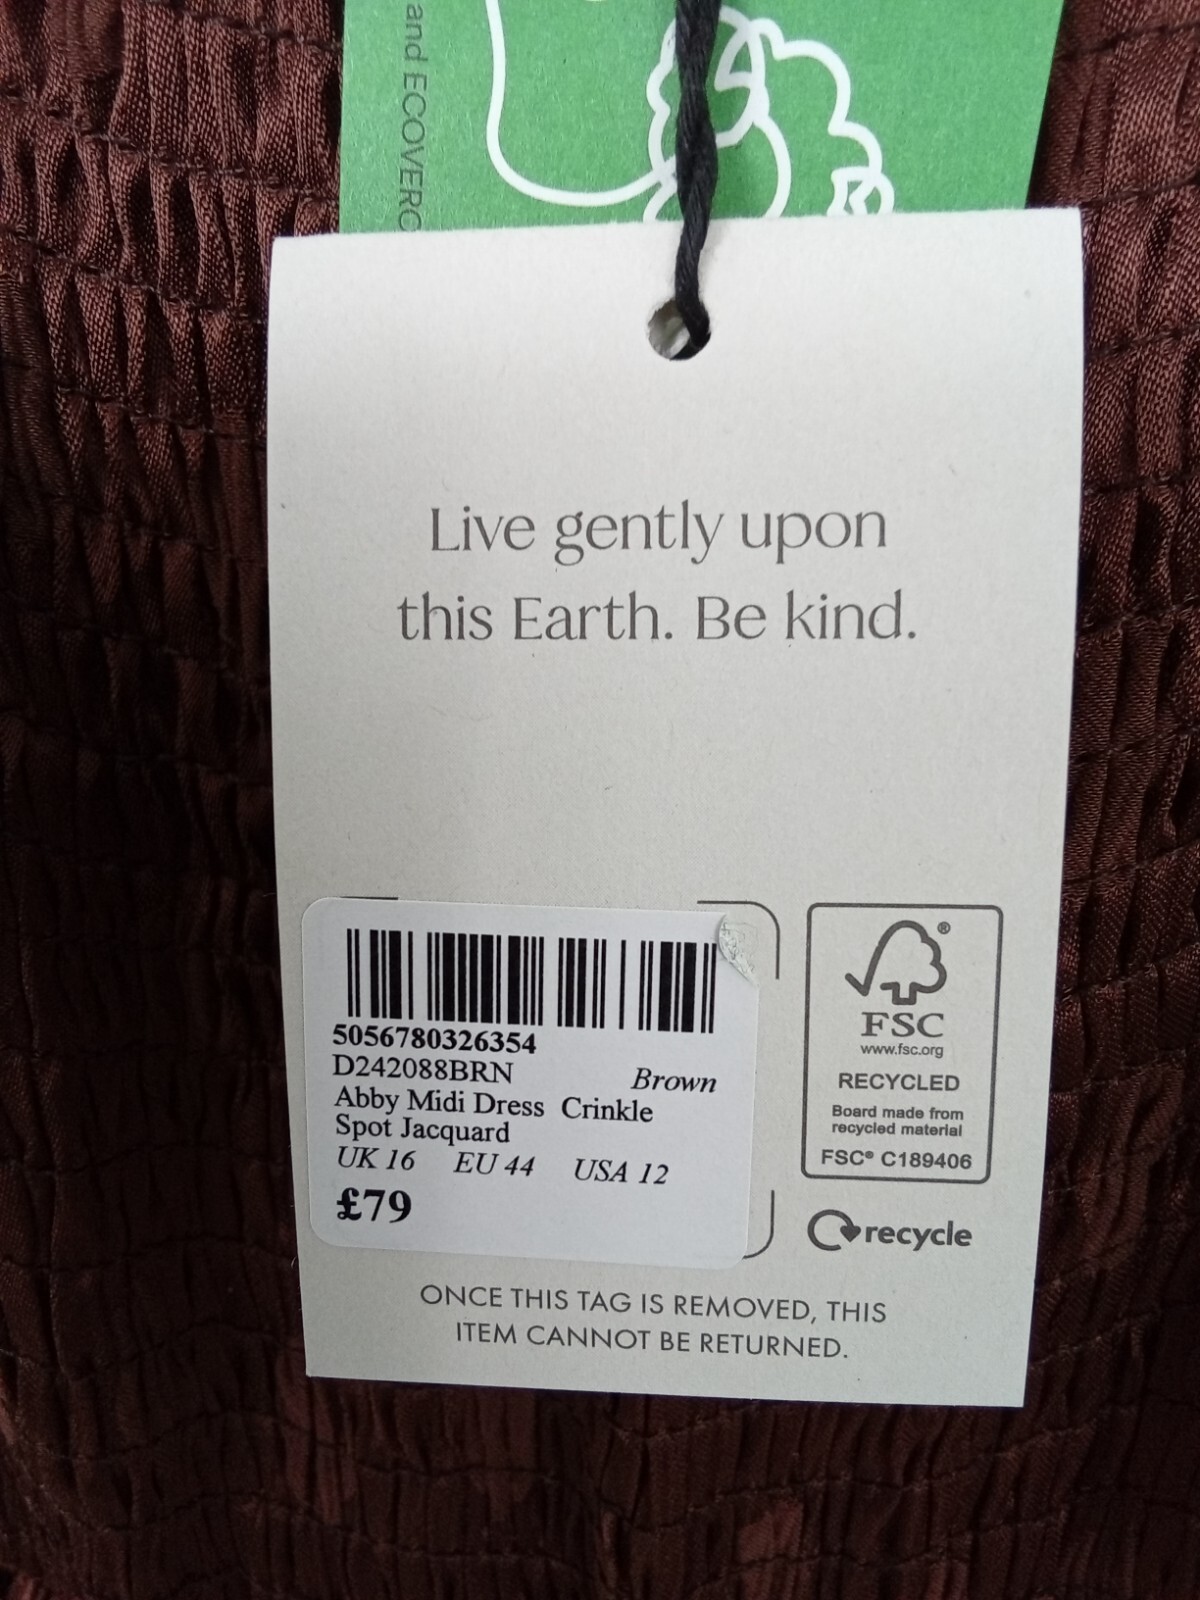 and ECOVERO
Live gently upon
this Earth. Be kind.
5056780326354
D242088BRN Brown
Abby Midi Dress Crinkle
Spot Jacquard
UK 16 EU 44 USA 12
£79
®
FSC
www.fsc.org
RECYCLED
Board made from
recycled material
FSC® C189406
recycle
ONCE THIS TAG IS REMOVED, THIS
ITEM CANNOT BE RETURNED.